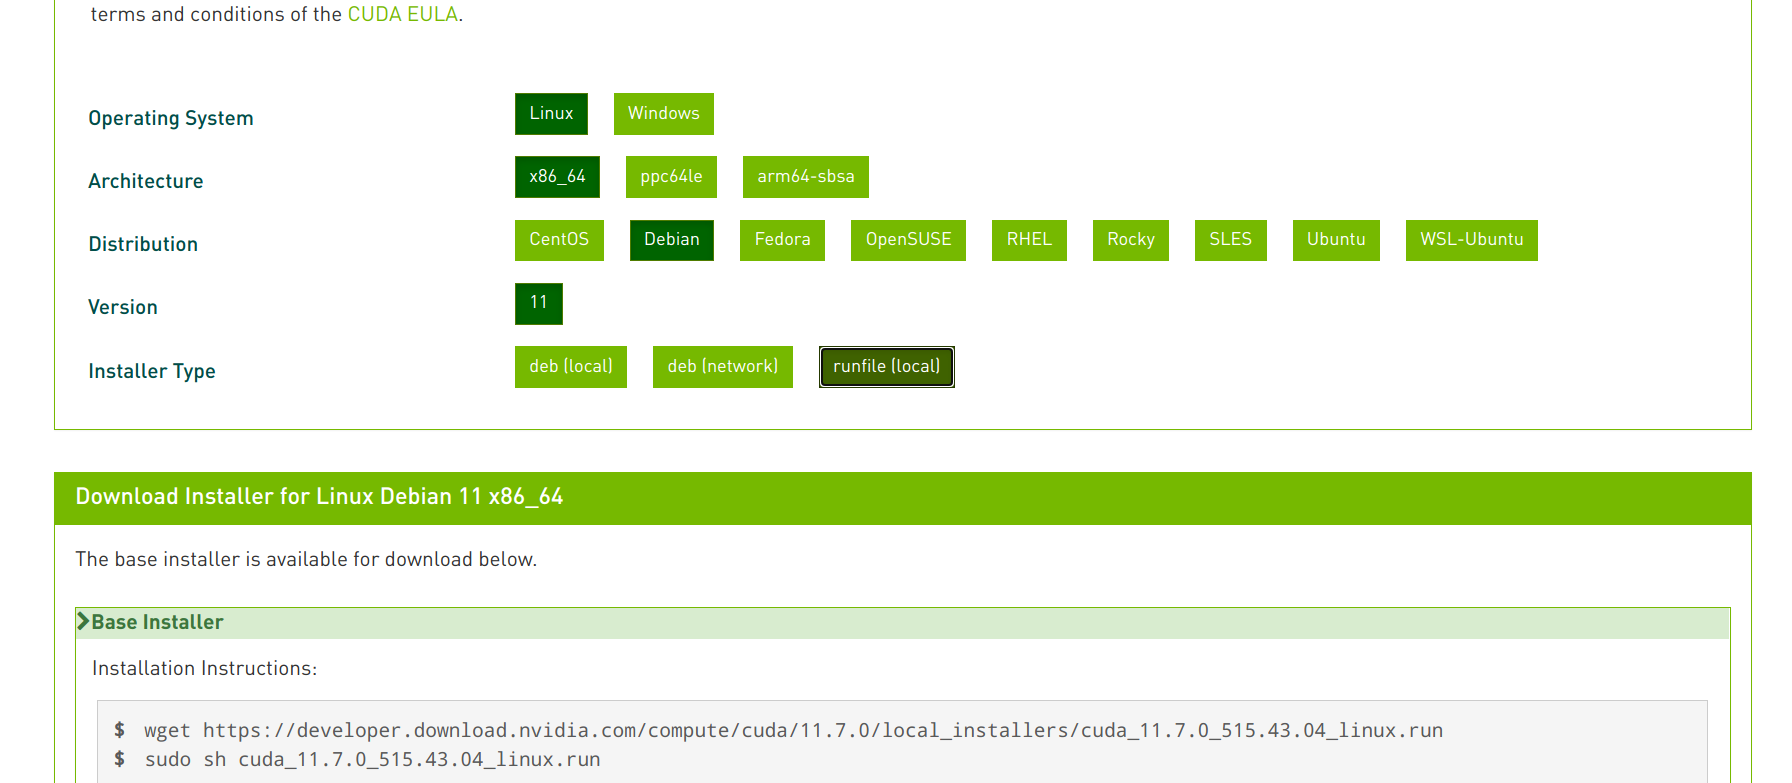 terms and conditions of the CUDA EULA.
Operating System Linux Windows
Architecture x86_64 ppc64le arm64-sbsa
Distribution CentOS Debian Fedora OpenSUSE RHEL Rocky SLES Ubuntu WSL-Ubuntu
Version 11
Installer Type deb (local) deb (network) runfile (local)
Download Installer for Linux Debian 11 x86_64
The base installer is available for download below.
Base Installer
Installation Instructions:
$ wget https://developer.download.nvidia.com/compute/cuda/11.7.0/local_installers/cuda_11.7.0_515.43.04_linux.run
$ sudo sh cuda_11.7.0_515.43.04_linux.run